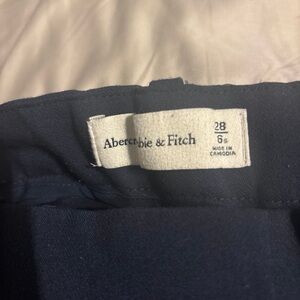 Abercrombie & Fitch
28
6s
MADE IN
CAMBODIA